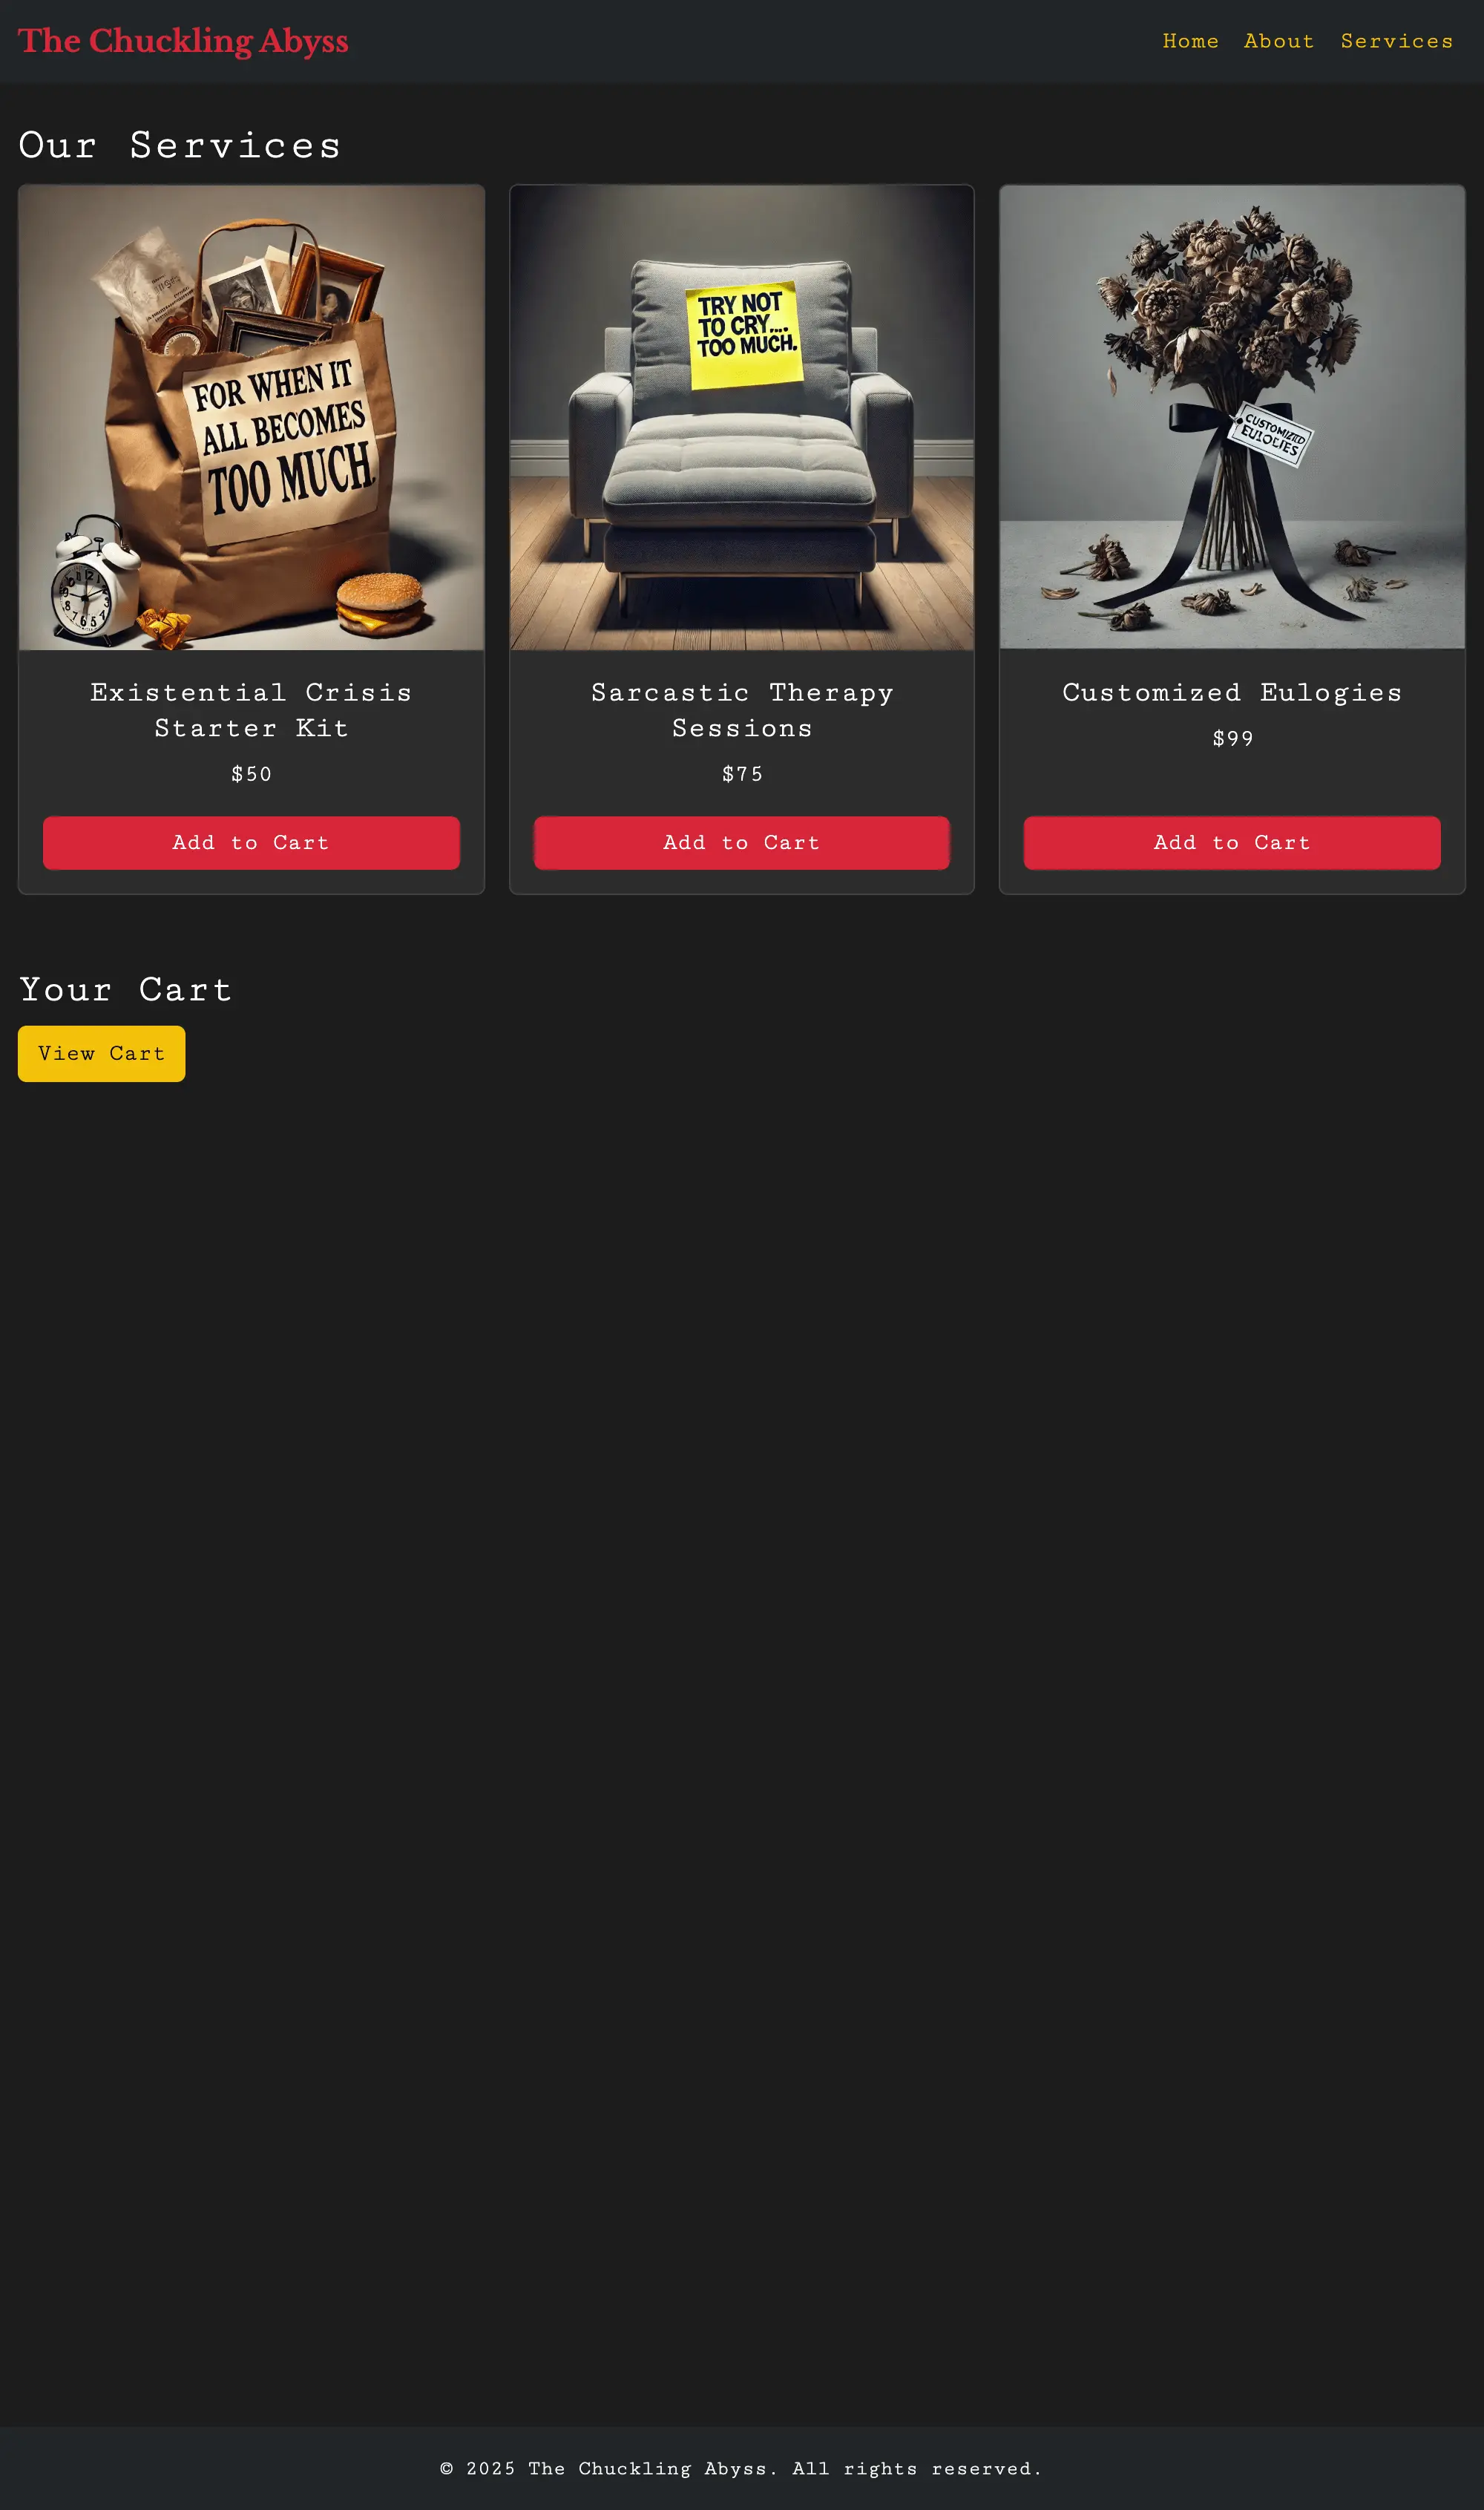 The Chuckling Abyss
Home About Services
Our Services
FOR WHEN IT
ALL BECOMES
TOO MUCH.
TRY NOT
TO CRY...
TOO MUCH.
CUSTOMIZED
Existential Crisis
Starter Kit
$50
Add to Cart
Sarcastic Therapy
Sessions
$75
Add to Cart
Customized Eulogies
$99
Add to Cart
Your Cart
View Cart
© 2025 The Chuckling Abyss. All rights reserved.